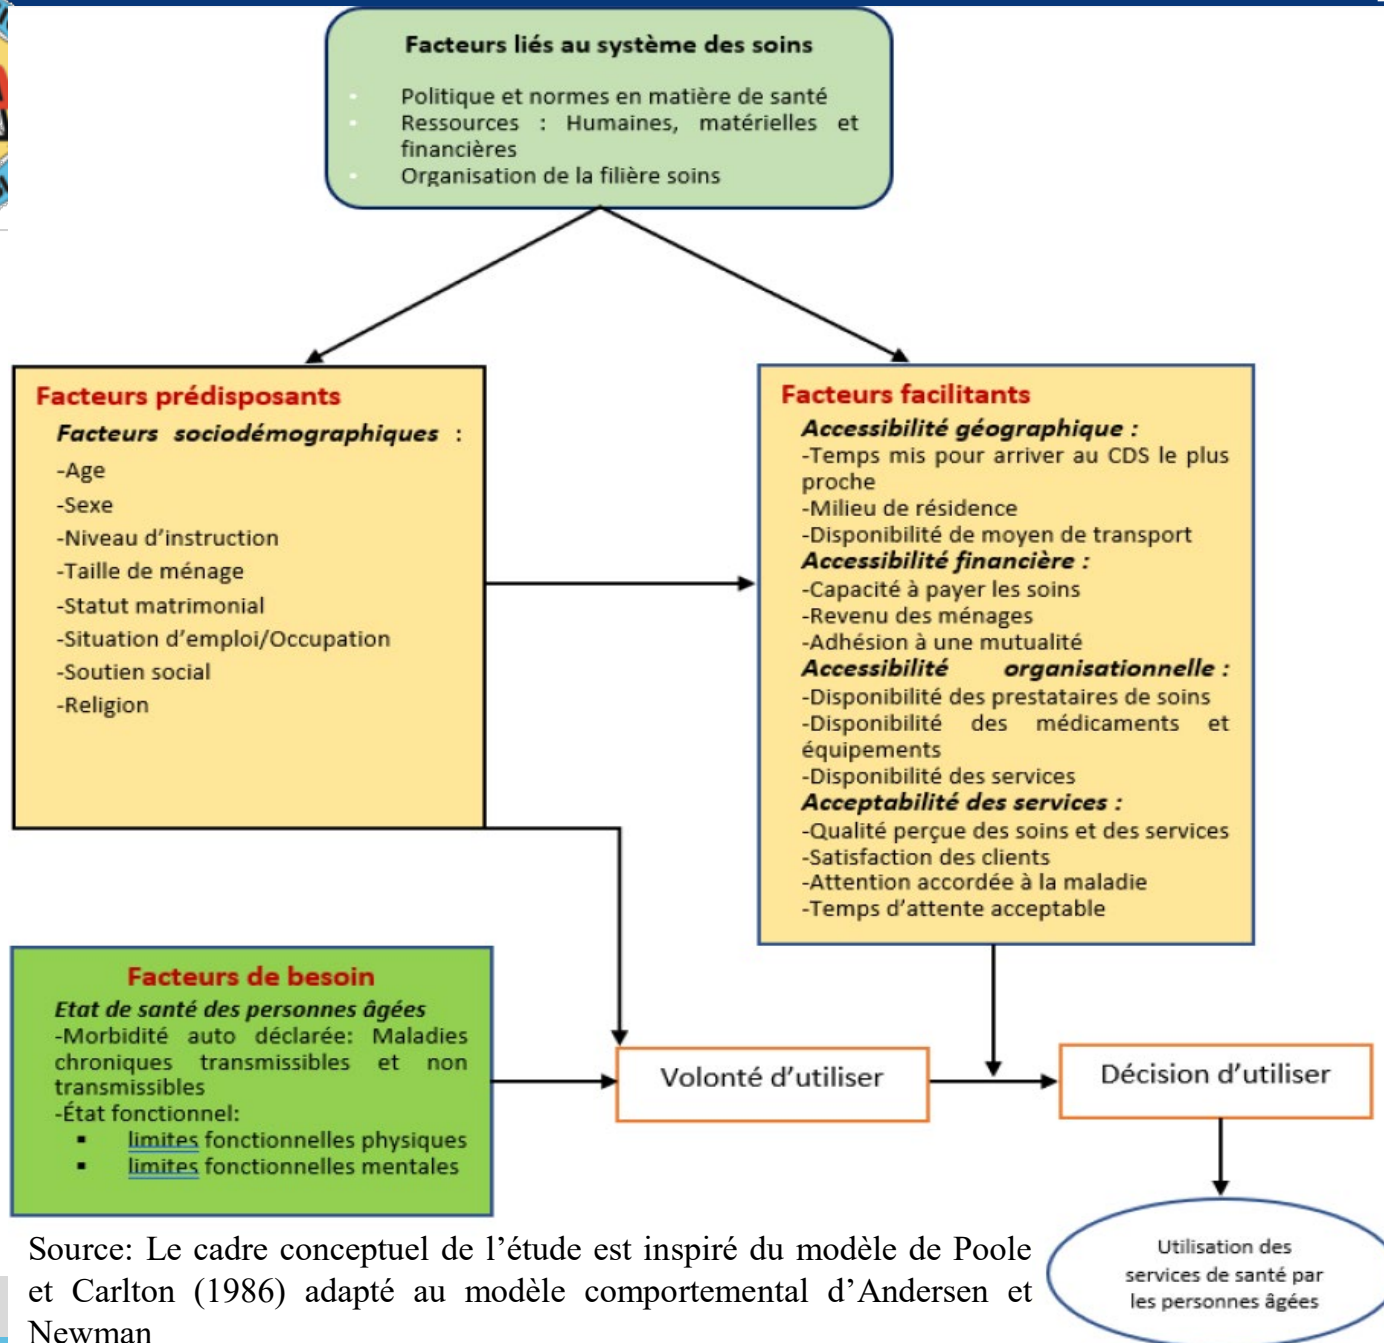 Facteurs liés au système des soins
Politique et normes en matière de santé
Ressources : Humaines, matérielles et
financières
Organisation de la filière soins
Facteurs prédisposants
Facteurs sociodémographiques :
-Age
-Sexe
-Niveau d’instruction
-Taille de ménage
-Statut matrimonial
-Situation d’emploi/Occupation
-Soutien social
-Religion
Facteurs facilitants
Accessibilité géographique :
-Temps mis pour arriver au CDS le plus
proche
-Milieu de résidence
-Disponibilité de moyen de transport
Accessibilité financière :
-Capacité à payer les soins
-Revenu des ménages
-Adhésion à une mutualité
Accessibilité organisationnelle :
-Disponibilité des prestataires de soins
-Disponibilité des médicaments et
équipements
-Disponibilité des services
Acceptabilité des services :
-Qualité perçue des soins et des services
-Satisfaction des clients
-Attention accordée à la maladie
-Temps d’attente acceptable
Facteurs de besoin
Etat de santé des personnes âgées
-Morbidité auto déclarée: Maladies
chroniques transmissibles et non
transmissibles
-État fonctionnel:
▪ limites fonctionnelles physiques
▪ limites fonctionnelles mentales
Volonté d’utiliser
Décision d’utiliser
Utilisation des
services de santé par
les personnes âgées
Source: Le cadre conceptuel de l’étude est inspiré du modèle de Poole
et Carlton (1986) adapté au modèle comportemental d’Andersen et
Newman